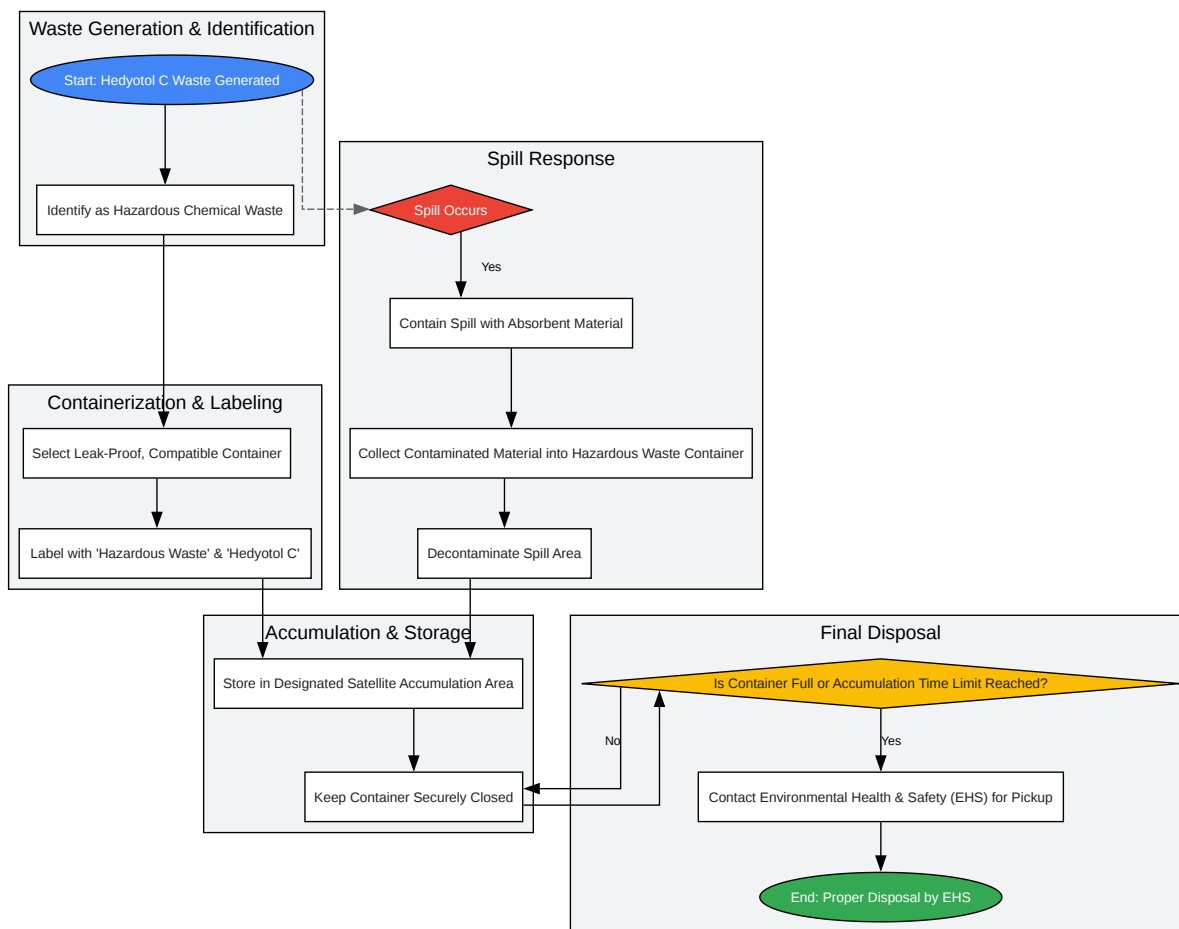 Waste Generation & Identification
Start: Hedyotol C Waste Generated
Identify as Hazardous Chemical Waste
Spill Response
Spill Occurs
Yes
Contain Spill with Absorbent Material
Collect Contaminated Material into Hazardous Waste Container
Decontaminate Spill Area
Containerization & Labeling
Select Leak-Proof, Compatible Container
Label with 'Hazardous Waste' & 'Hedyotol C'
Accumulation & Storage
Store in Designated Satellite Accumulation Area
Keep Container Securely Closed
Final Disposal
Is Container Full or Accumulation Time Limit Reached?
No
Yes
Contact Environmental Health & Safety (EHS) for Pickup
End: Proper Disposal by EHS